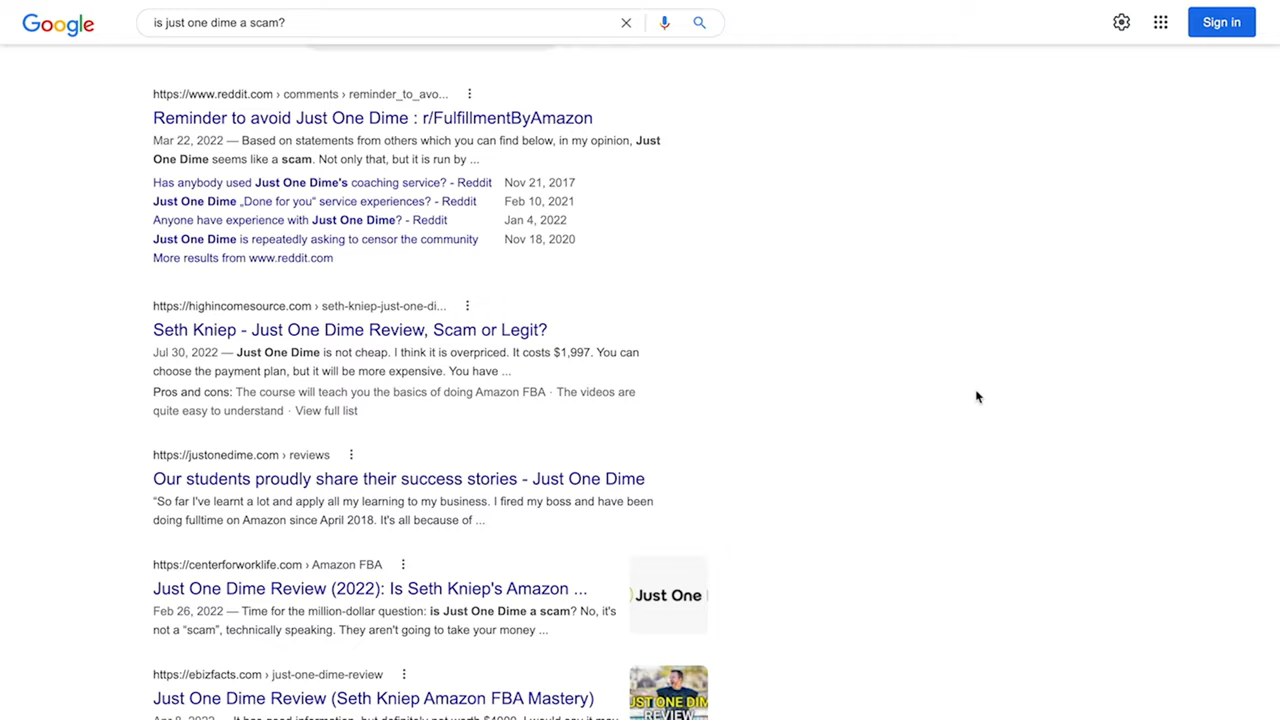 Google
is just one dime a scam?
Sign in
https://www.reddit.com › comments › reminder_to_avo...
Reminder to avoid Just One Dime : r/FulfillmentByAmazon
Mar 22, 2022 — Based on statements from others which you can find below, in my opinion, Just
One Dime seems like a scam. Not only that, but it is run by ...
Has anybody used Just One Dime's coaching service? - Reddit Nov 21, 2017
Just One Dime „Done for you" service experiences? - Reddit Feb 10, 2021
Anyone have experience with Just One Dime? - Reddit Jan 4, 2022
Just One Dime is repeatedly asking to censor the community Nov 18, 2020
More results from www.reddit.com
https://highincomesource.com › seth-kniep-just-one-di...
Seth Kniep - Just One Dime Review, Scam or Legit?
Jul 30, 2022 — Just One Dime is not cheap. I think it is overpriced. It costs $1,997. You can
choose the payment plan, but it will be more expensive. You have ...
Pros and cons: The course will teach you the basics of doing Amazon FBA · The videos are
quite easy to understand · View full list
https://justonedime.com › reviews
Our students proudly share their success stories - Just One Dime
"So far I've learnt a lot and apply all my learning to my business. I fired my boss and have been
doing fulltime on Amazon since April 2018. It's all because of ...
https://centerforworklife.com › Amazon FBA
Just One Dime Review (2022): Is Seth Kniep's Amazon ...
Feb 26, 2022 — Time for the million-dollar question: is Just One Dime a scam? No, it's
not a “scam”, technically speaking. They aren't going to take your money ...
Just One
https://ebizfacts.com › just-one-dime-review
Just One Dime Review (Seth Kniep Amazon FBA Mastery)
UST ONE DIM
REVIEW